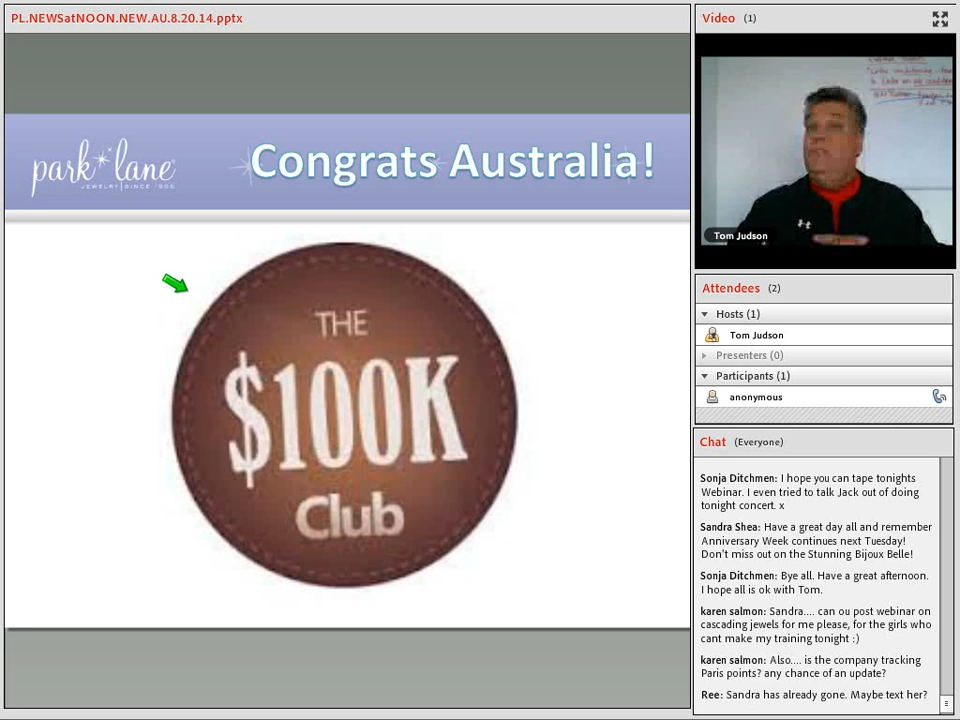 PL.NEWSatNOON.NEW.AU.8.20.14.pptx
park lane
Congrats Australia!
THE
$100K
Club
Video (1)
Tom Judson
Attendees (2)
Hosts (1)
Tom Judson
Presenters (0)
Participants (1)
anonymous
Chat (Everyone)
Sonja Ditchmen: I hope you can tape tonights
Webinar. I even tried to talk Jack out of doing
tonight concert. x
Sandra Shea: Have a great day all and remember
Anniversary Week continues next Tuesday!
Don't miss out on the Stunning Bijoux Belle!
Sonja Ditchmen: Bye all. Have a great afternoon.
I hope all is ok with Tom.
karen salmon: Sandra.... can ou post webinar on
cascading jewels for me please, for the girls who
cant make my training tonight :)
karen salmon: Also.... is the company tracking
Paris points? any chance of an update?
Ree: Sandra has already gone. Maybe text her?